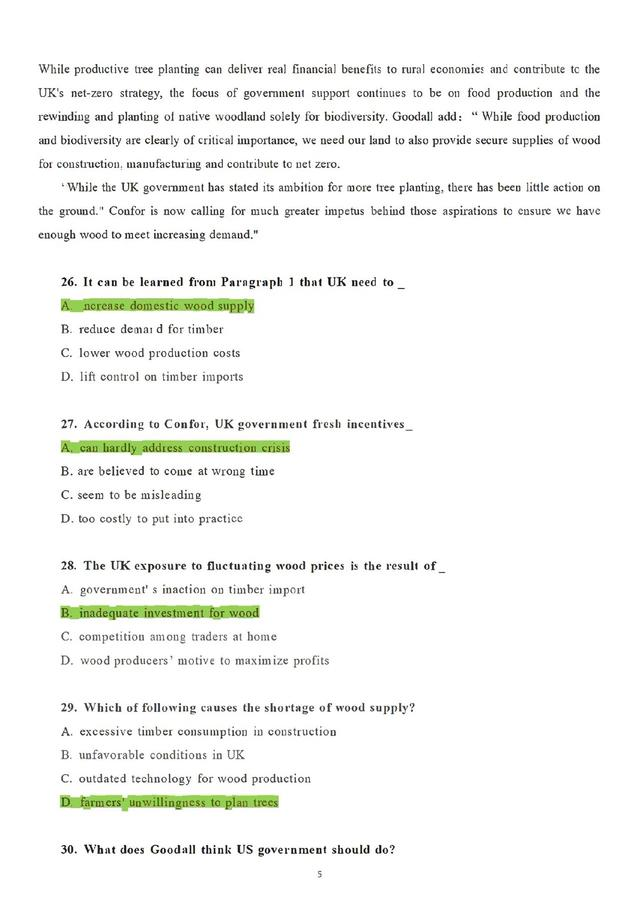 While productive tree planting can deliver real financial benefits to rural economies and contribute to the
UK's net-zero strategy, the focus of government support continues to be on food production and the
rewinding and planting of native woodland solely for biodiversity. Goodall add: “ While food production
and biodiversity are clearly of critical importance, we need our land to also provide secure supplies of wood
for construction, manufacturing and contribute to net zero.
‘While the UK government has stated its ambition for more tree planting, there has been little action on
the ground." Confor is now calling for much greater impetus behind those aspirations to ensure we have
enough wood to meet increasing demand."
26. It can be learned from Paragraph 1 that UK need to _
A. ncrease domestic wood supply
B. reduce demand for timber
C. lower wood production costs
D. lift control on timber imports
27. According to Confor, UK government fresh incentives_
A. can hardly address construction crisis
B. are believed to come at wrong time
C. seem to be misleading
D. too costly to put into practice
28. The UK exposure to fluctuating wood prices is the result of _
A. government' s inaction on timber import
B. inadequate investment for wood
C. competition among traders at home
D. wood producers’ motive to maximize profits
29. Which of following causes the shortage of wood supply?
A. excessive timber consumption in construction
B. unfavorable conditions in UK
C. outdated technology for wood production
D. farmers' unwillingness to plan trees
30. What does Goodall think US government should do?
5